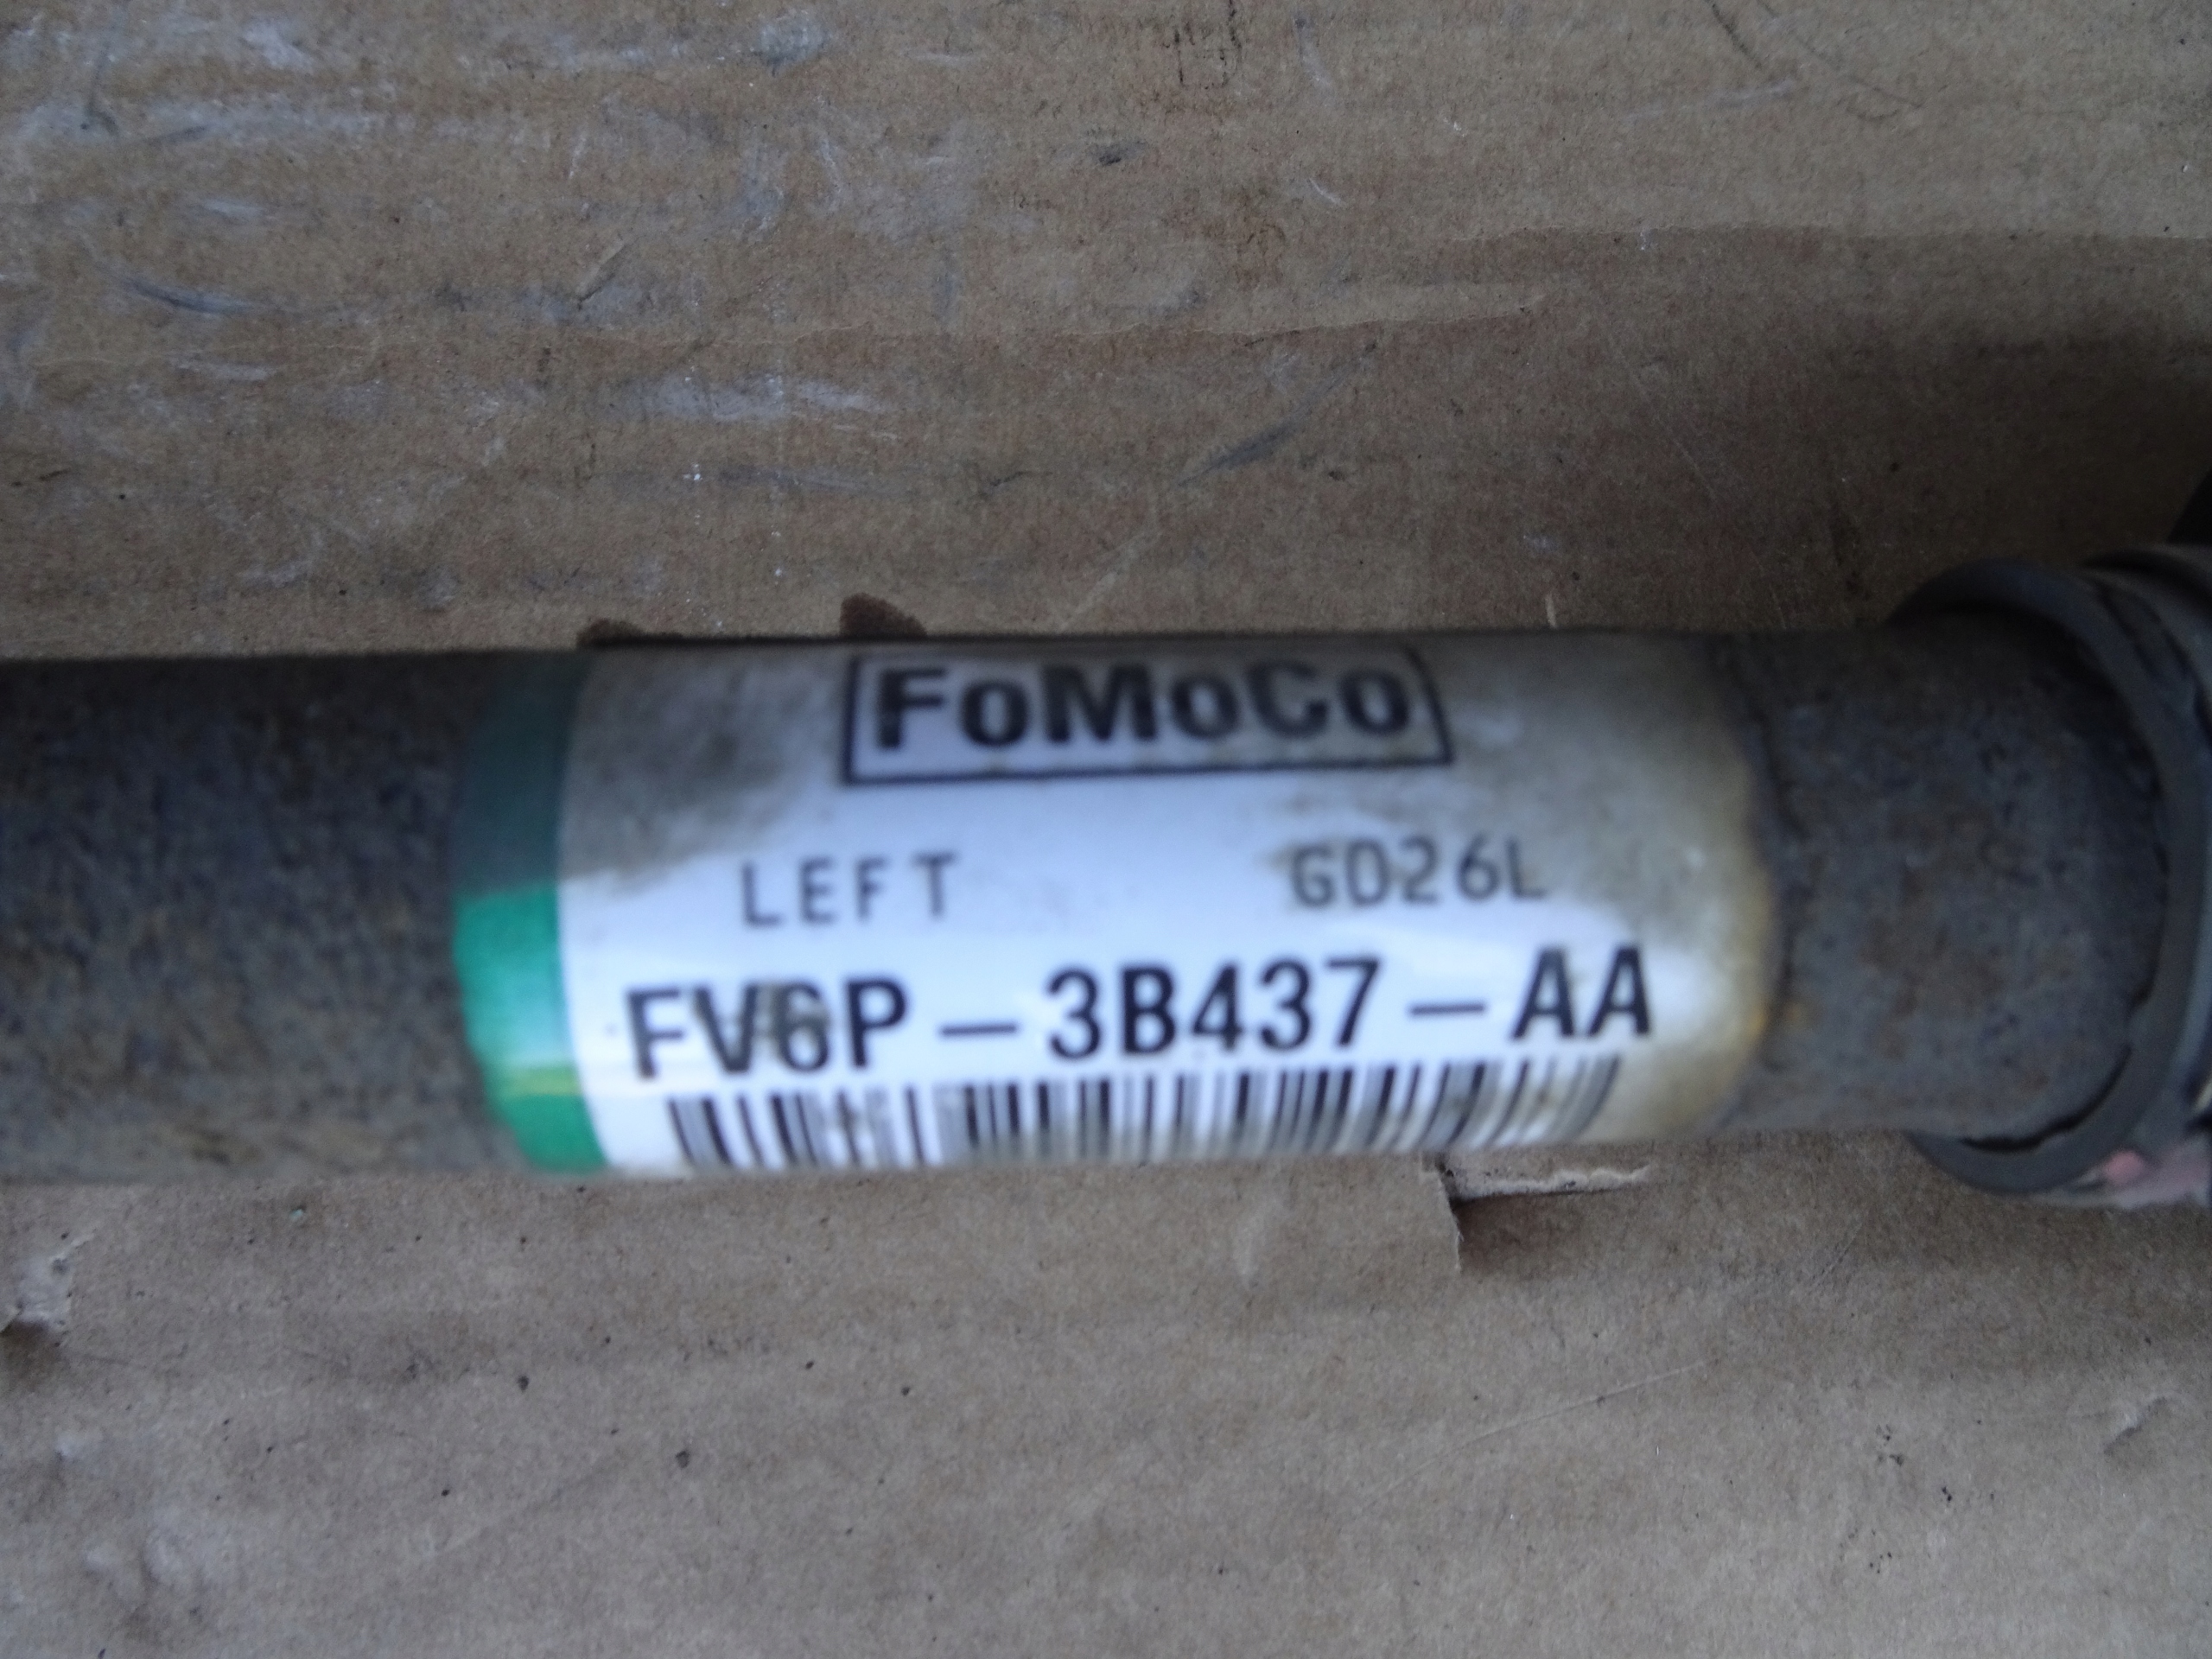 FoMoCo
LEFT GD26L
FV6P-3B437-AA